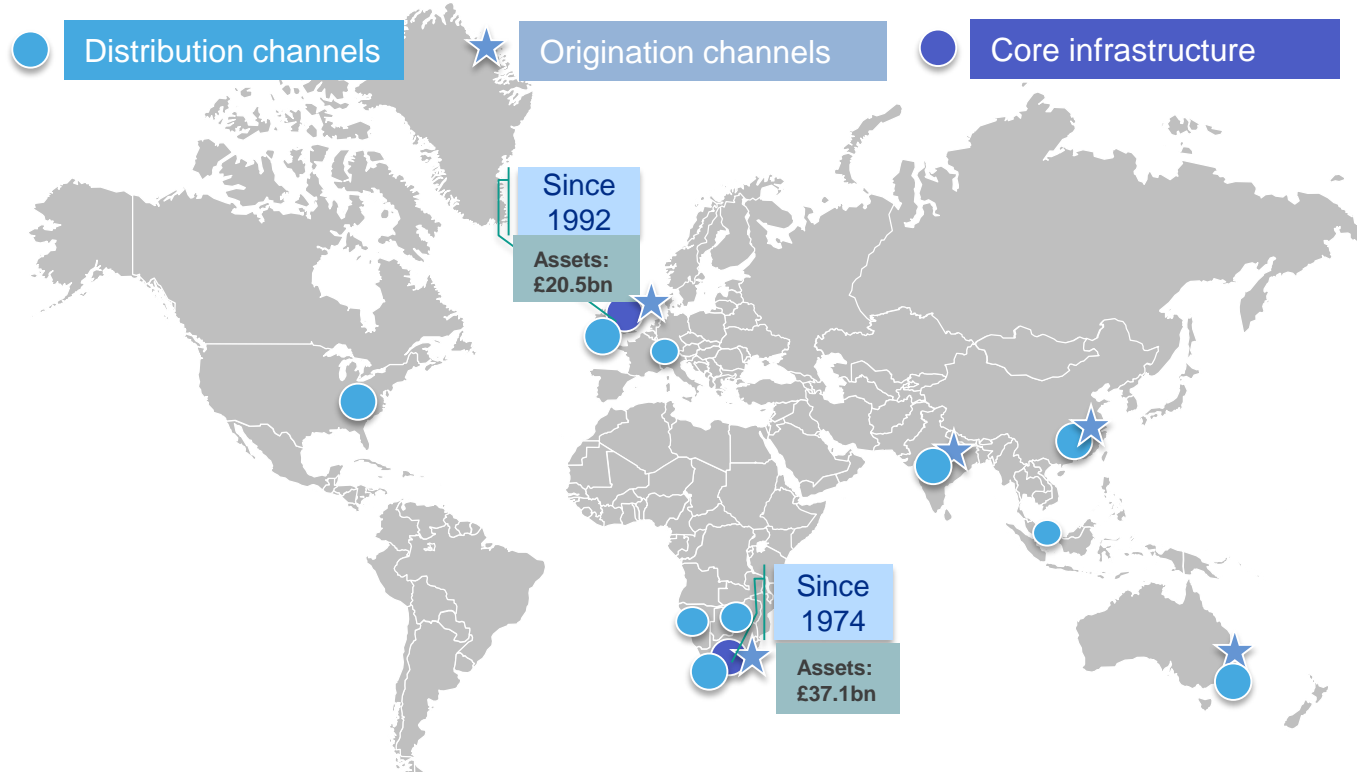 Distribution channels
Origination channels
Core infrastructure
Since
1992
Assets:
£20.5bn
Since
1974
Assets:
£37.1bn